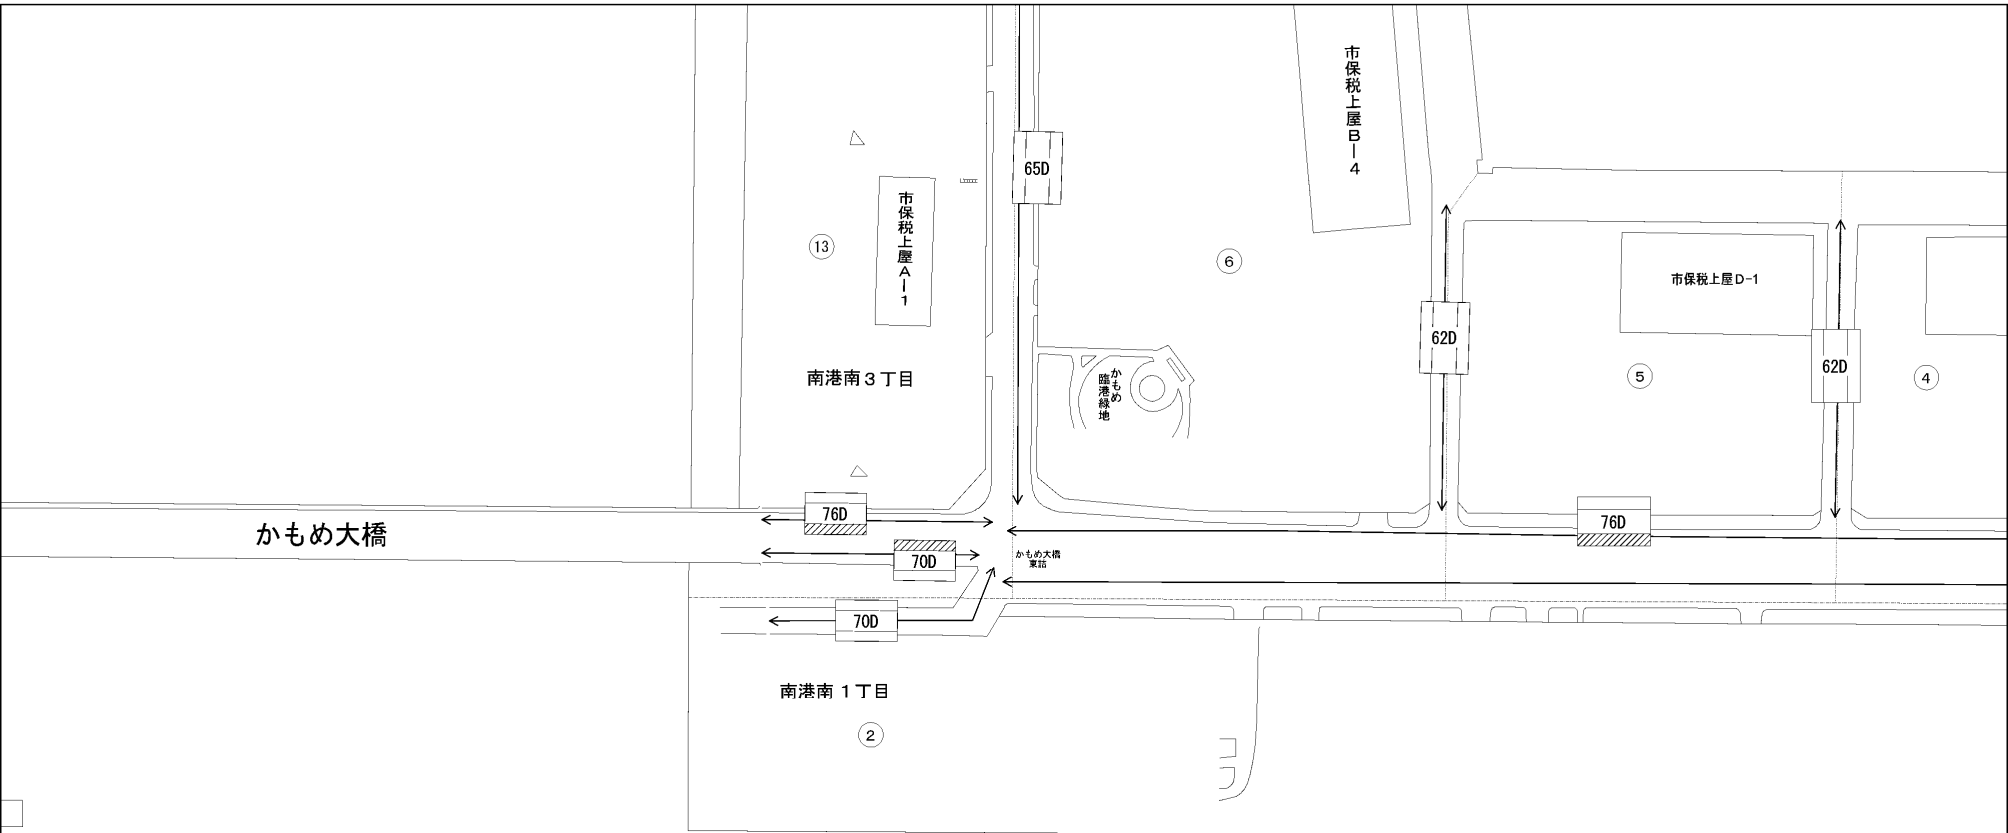 市保税上屋B－4
65D
市保税上屋A－1
13
6
市保税上屋D-1
62D
62D
南港南3丁目
かもめ
臨港緑地
5
4
76D
76D
かもめ大橋
70D
かもめ大橋
東詰
70D
南港南1丁目
2